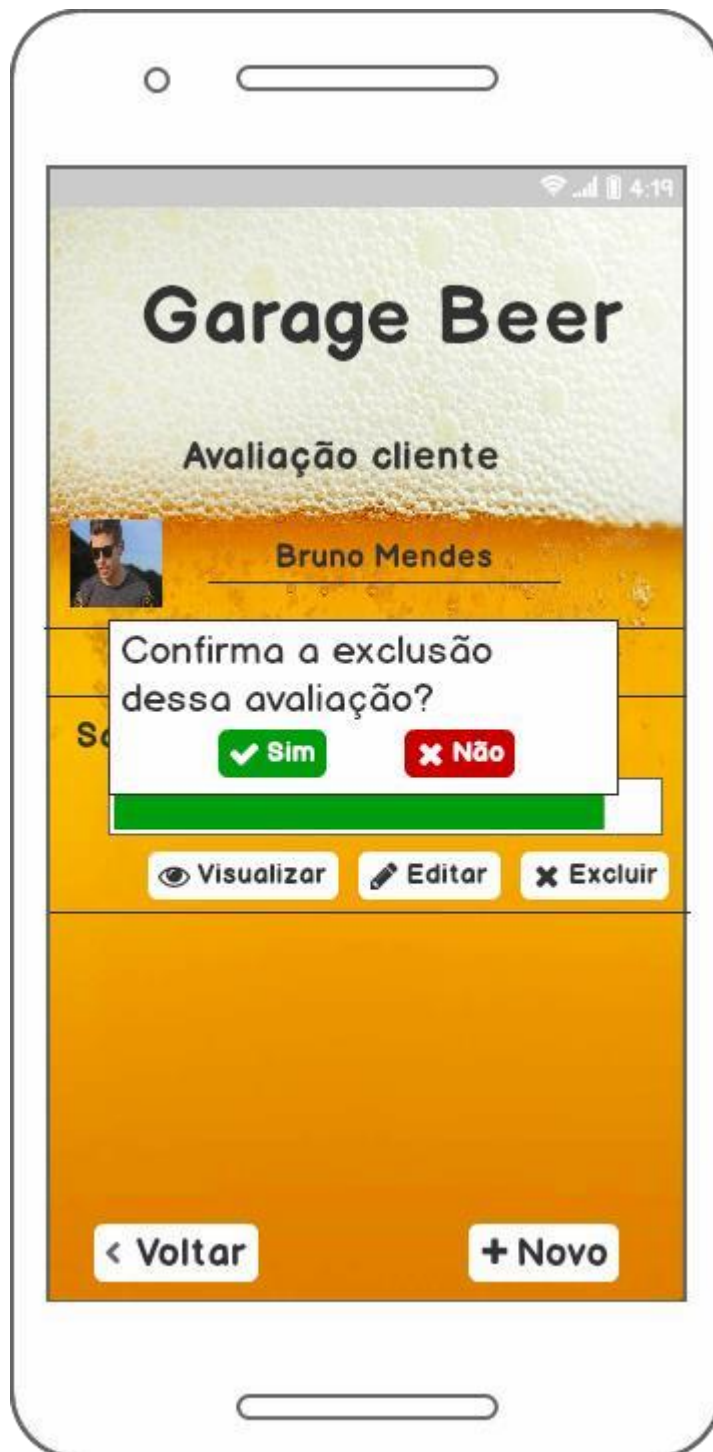 4:19
Garage Beer
Avaliação cliente
Bruno Mendes
Confirma a exclusão
dessa avaliação?
Sim
Não
Visualizar
Editar
Excluir
Voltar
Novo